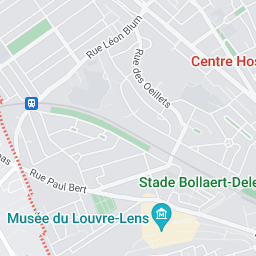 Rue Léon Blum
Rue des Oeillets
Centre Hos
Rue Paul Bert
Stade Bollaert-Dele
Musée du Louvre-Lens